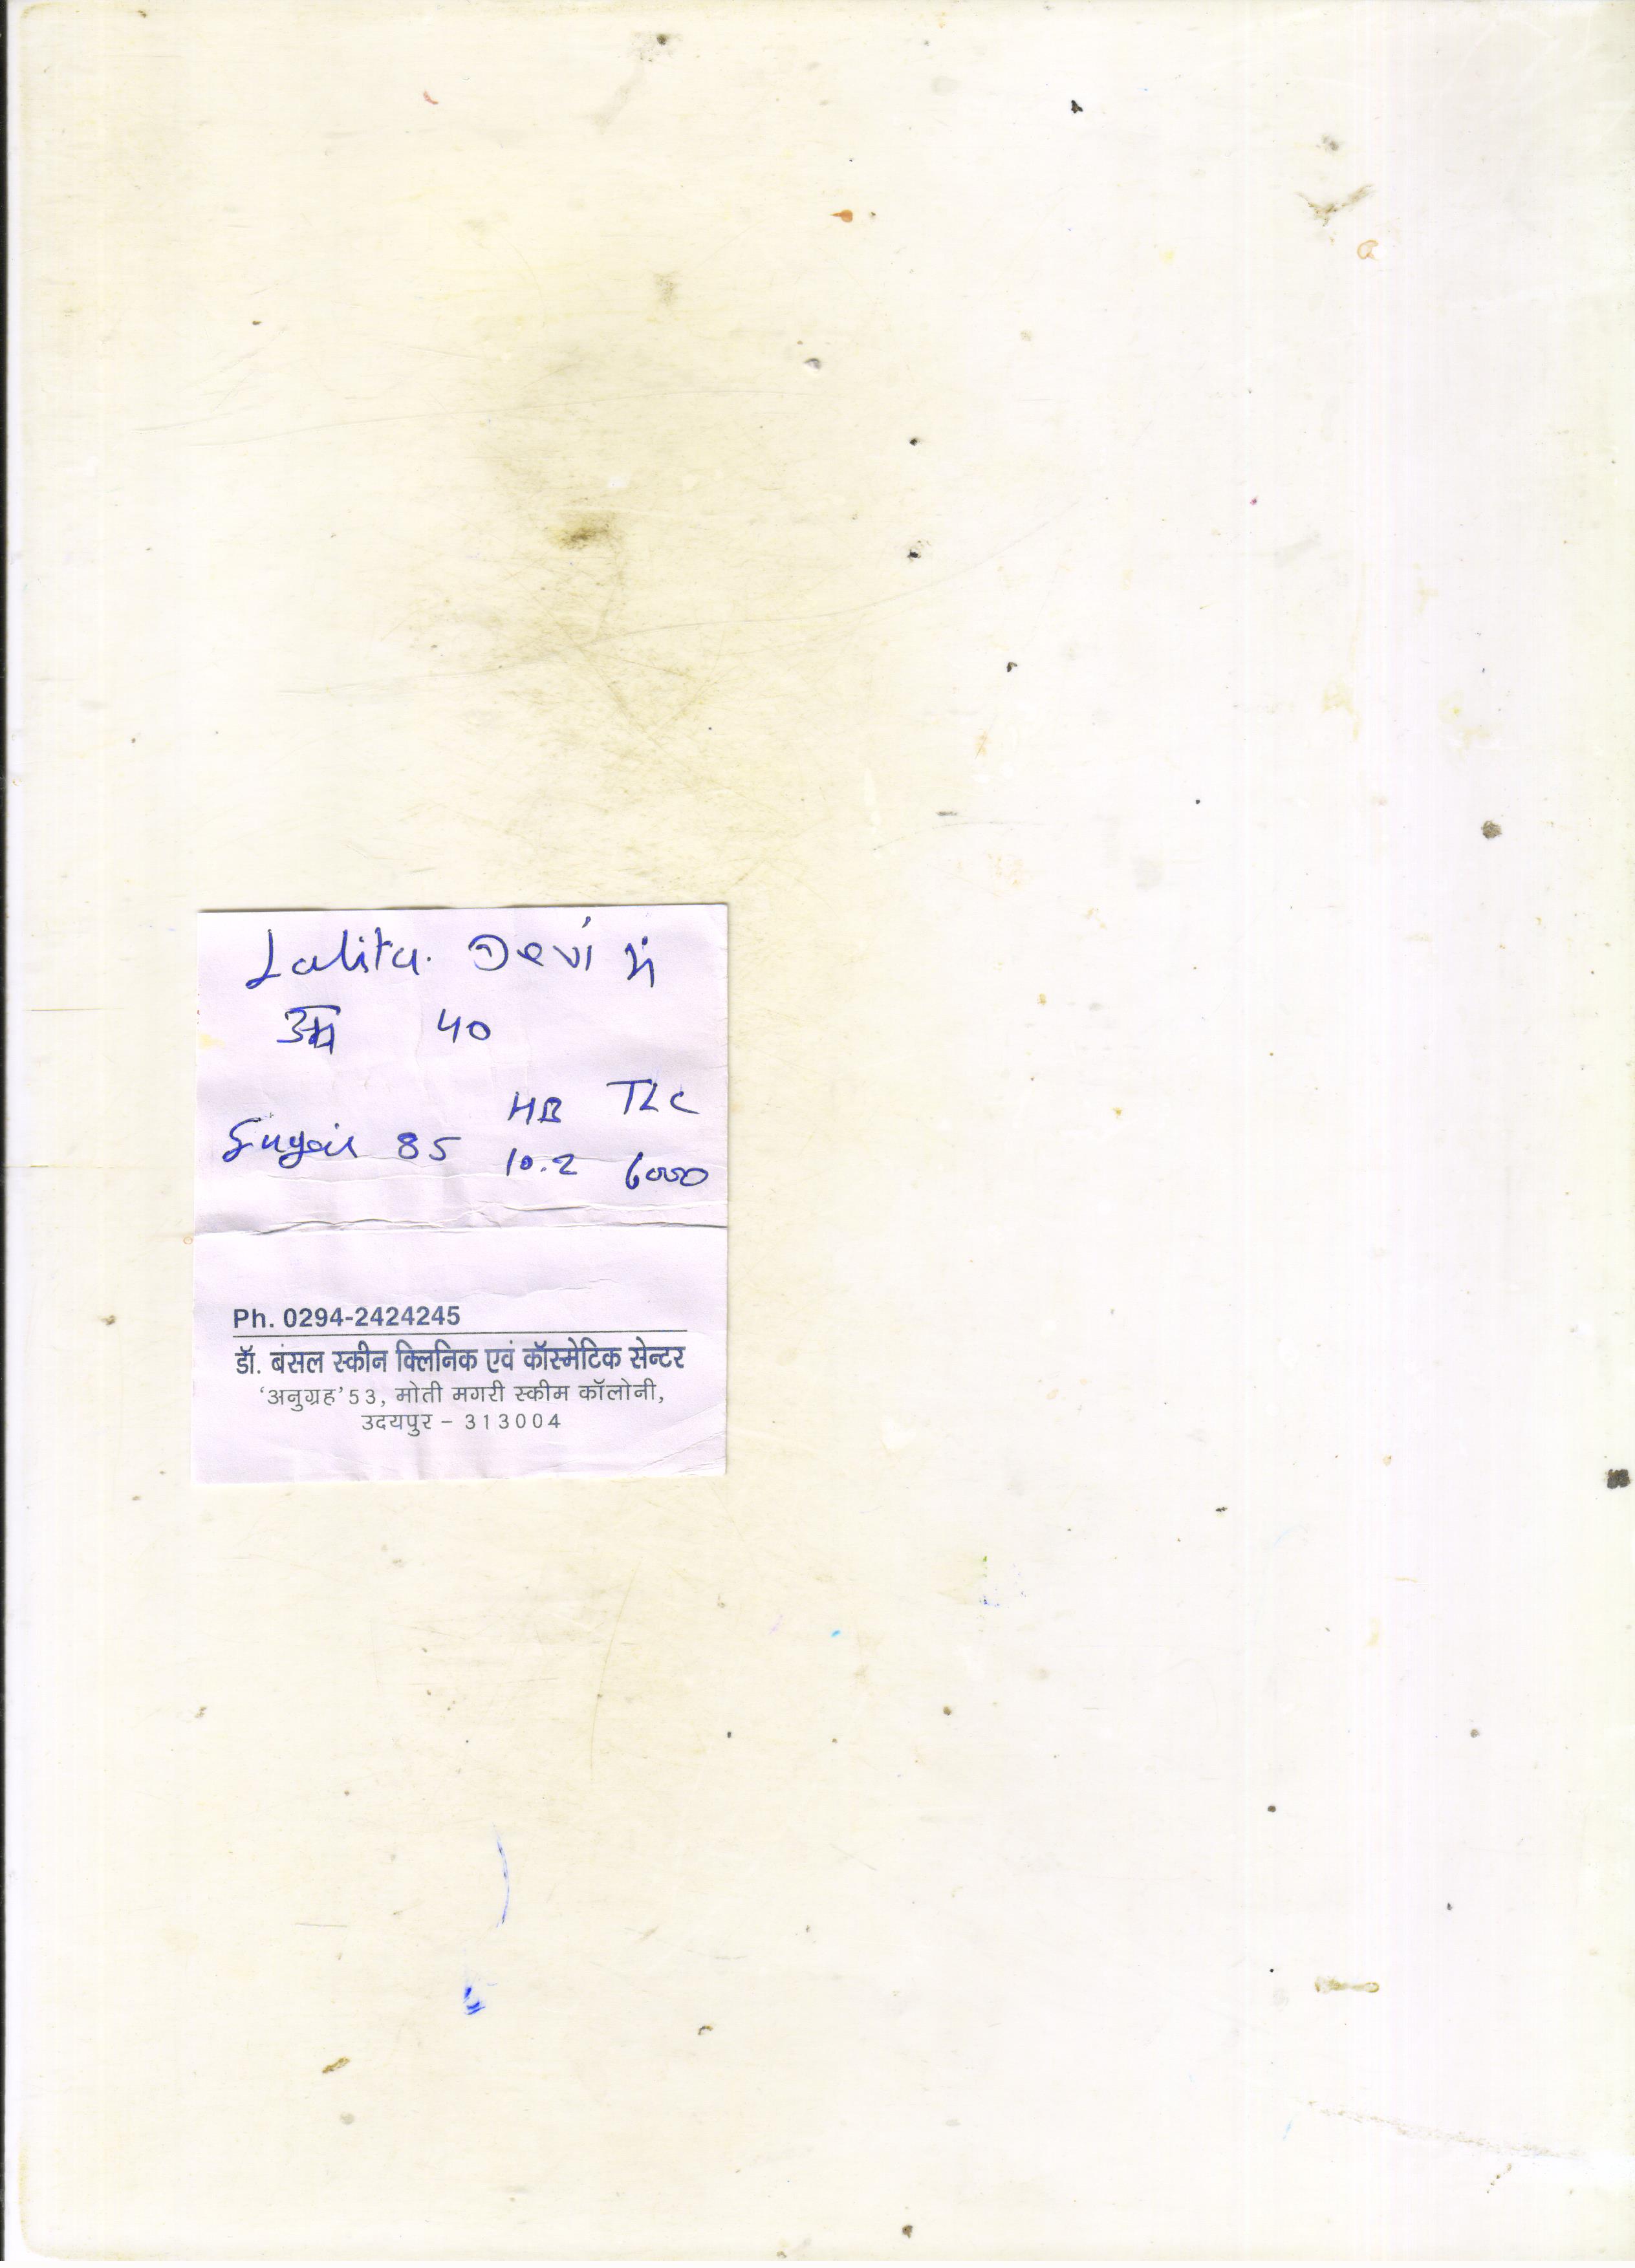 Lalita. Devi जी
उम्र 40
HB TLC
Sugar 85 10.2 6000
Ph. 0294-2424245
डॉ. बंसल स्कीन क्लिनिक एवं कॉस्मेटिक सेन्टर
'अनुग्रह' 53, मोती मगरी स्कीम कॉलोनी,
उदयपुर - 313004